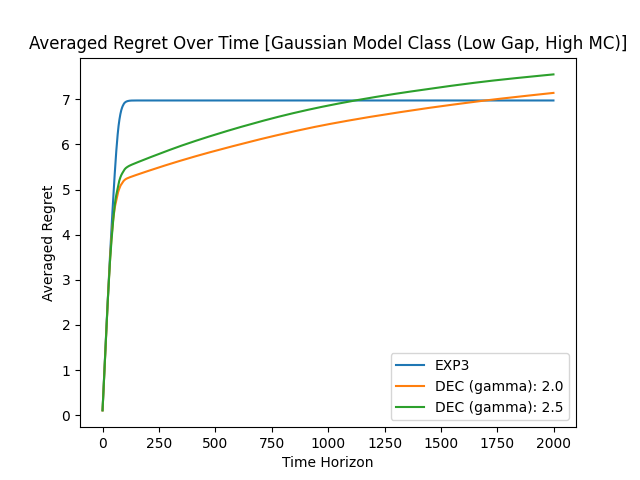 Averaged Regret Over Time [Gaussian Model Class (Low Gap, High MC)]
Averaged Regret
7
6
5
4
3
2
1
0
EXP3
DEC (gamma): 2.0
DEC (gamma): 2.5
0 250 500 750 1000 1250 1500 1750 2000
Time Horizon